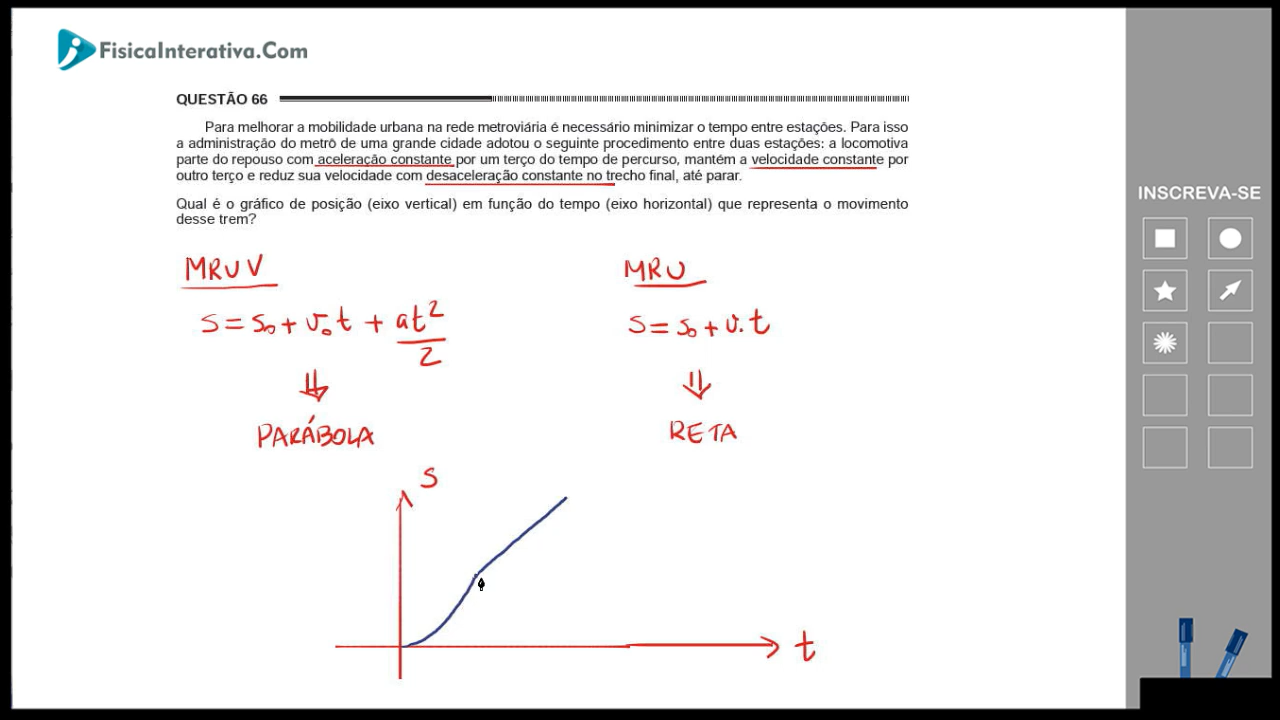 FisicaInterativa.Com
QUESTÃO 66
Para melhorar a mobilidade urbana na rede metroviária é necessário minimizar o tempo entre estações. Para isso
a administração do metrô de uma grande cidade adotou o seguinte procedimento entre duas estações: a locomotiva
parte do repouso com aceleração constante por um terço do tempo de percurso, mantém a velocidade constante por
outro terço e reduz sua velocidade com desaceleração constante no trecho final, até parar.
Qual é o gráfico de posição (eixo vertical) em função do tempo (eixo horizontal) que representa o movimento
desse trem?
INSCREVA-SE
MRUV
MRU
S = S₀ + v₀t + at²/2
S = S₀ + v.t
⇓
⇓
PARÁBOLA
RETA
S
t